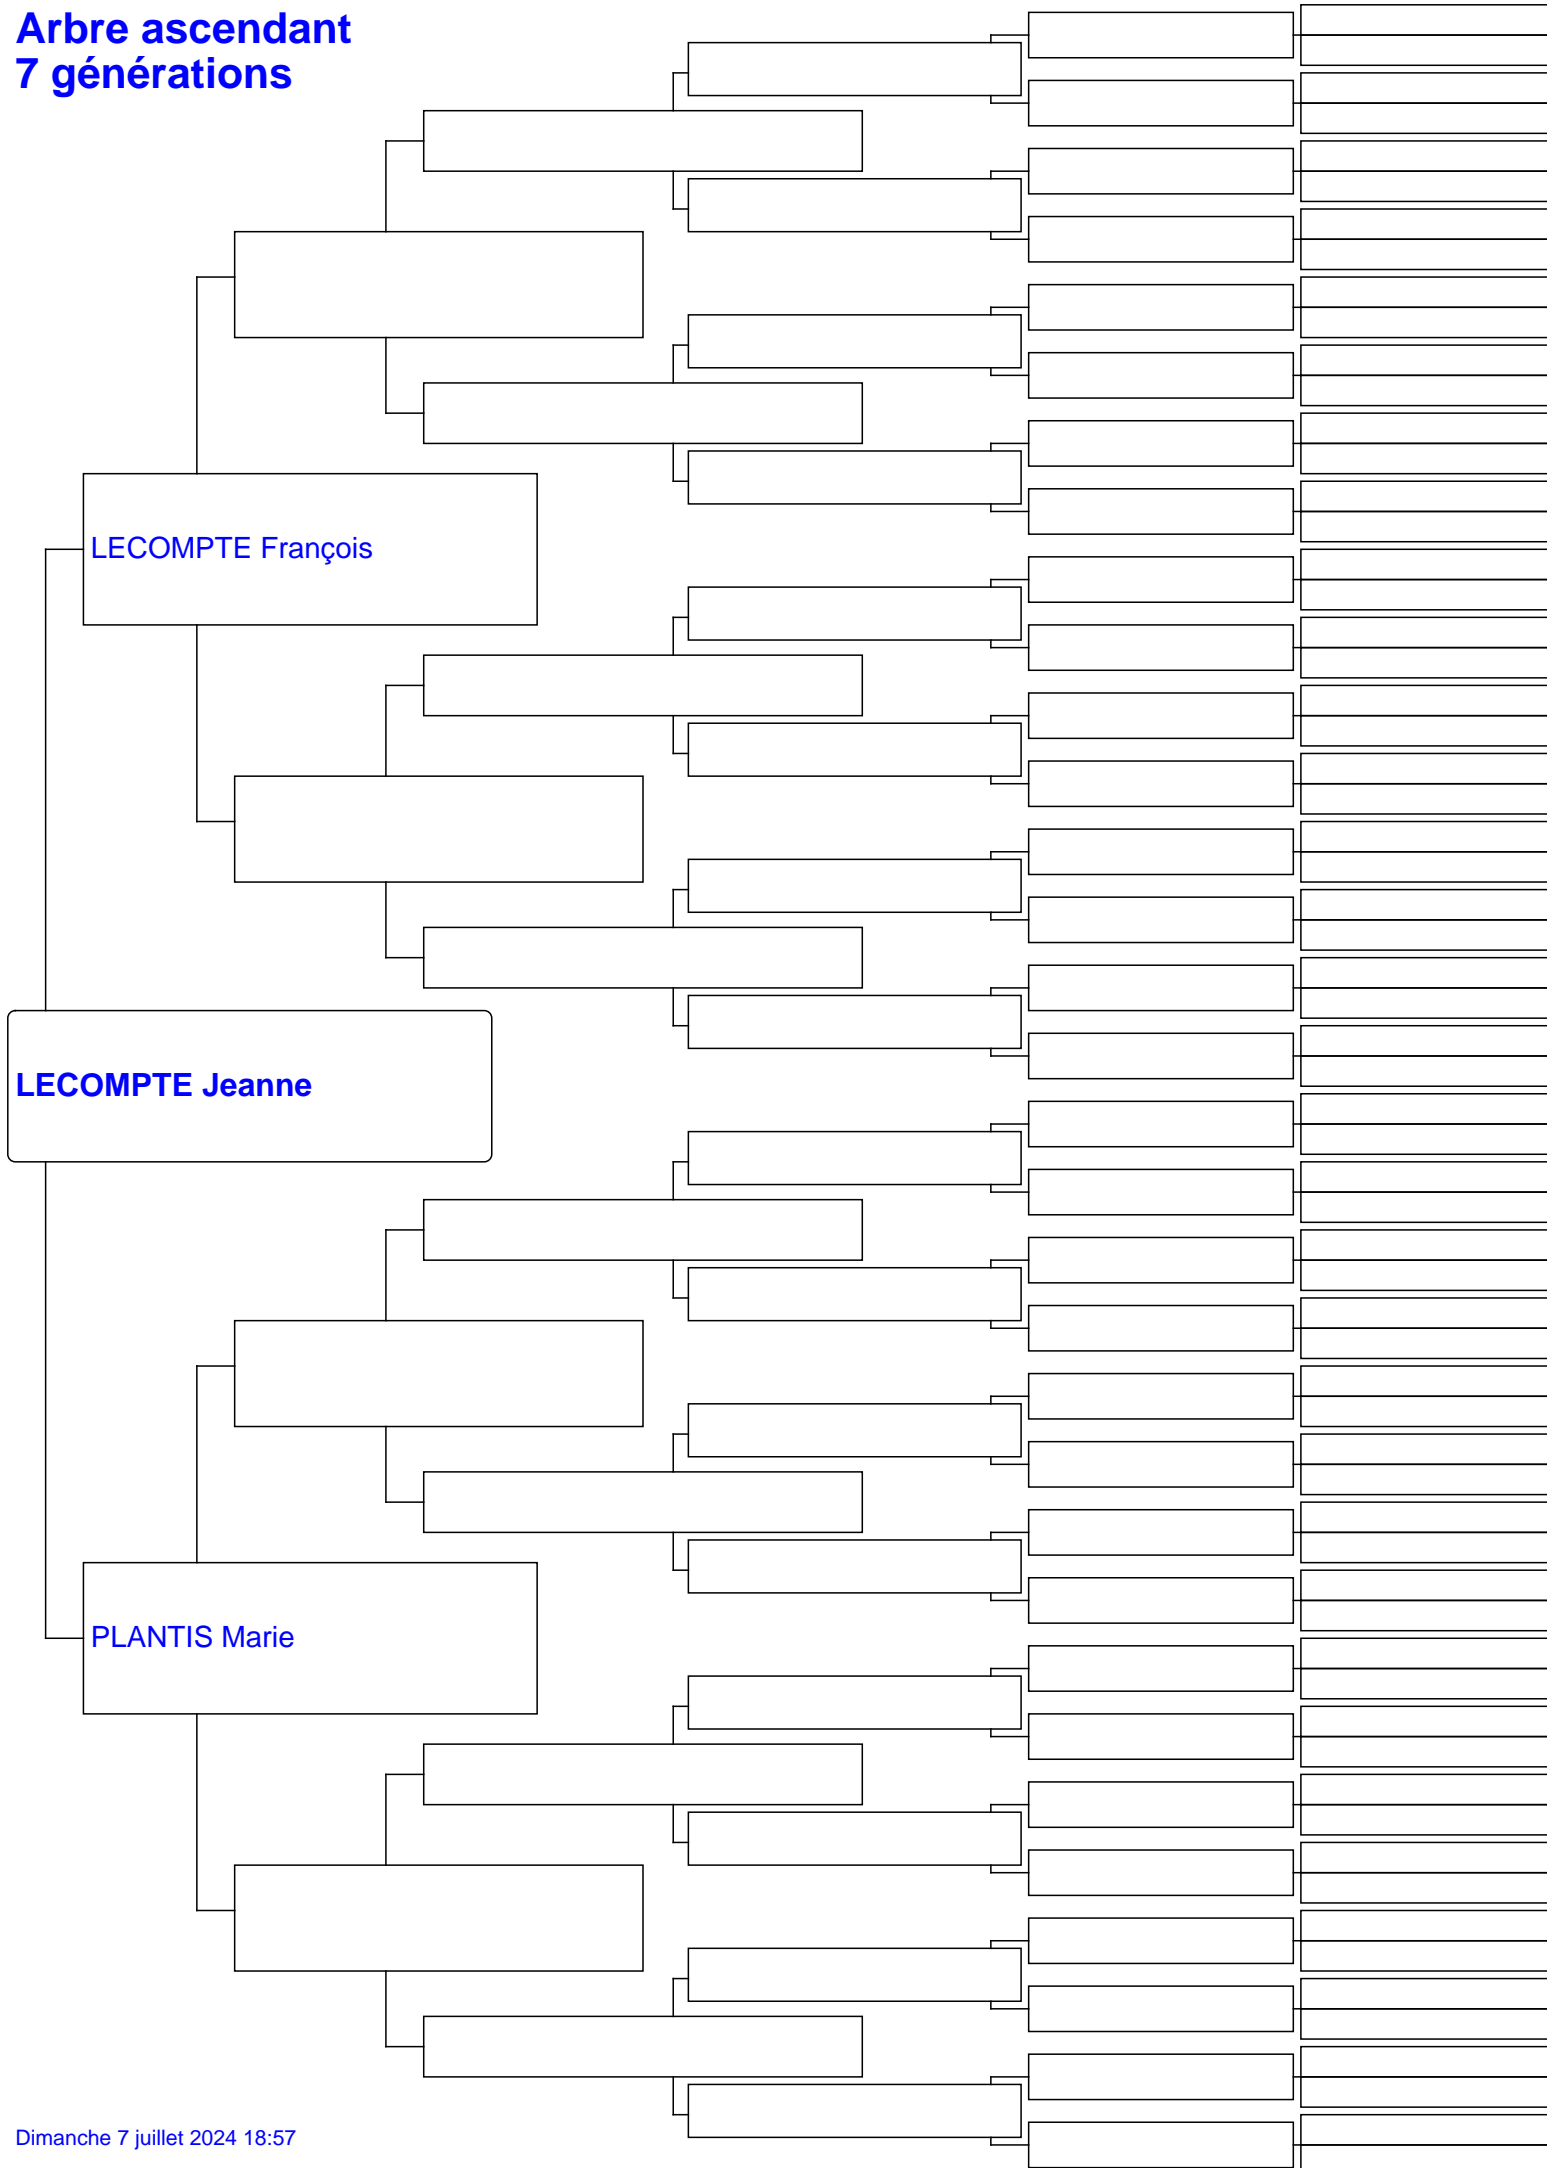 Arbre ascendant
7 générations
LECOMPTE François
LECOMPTE Jeanne
PLANTIS Marie
Dimanche 7 juillet 2024 18:57